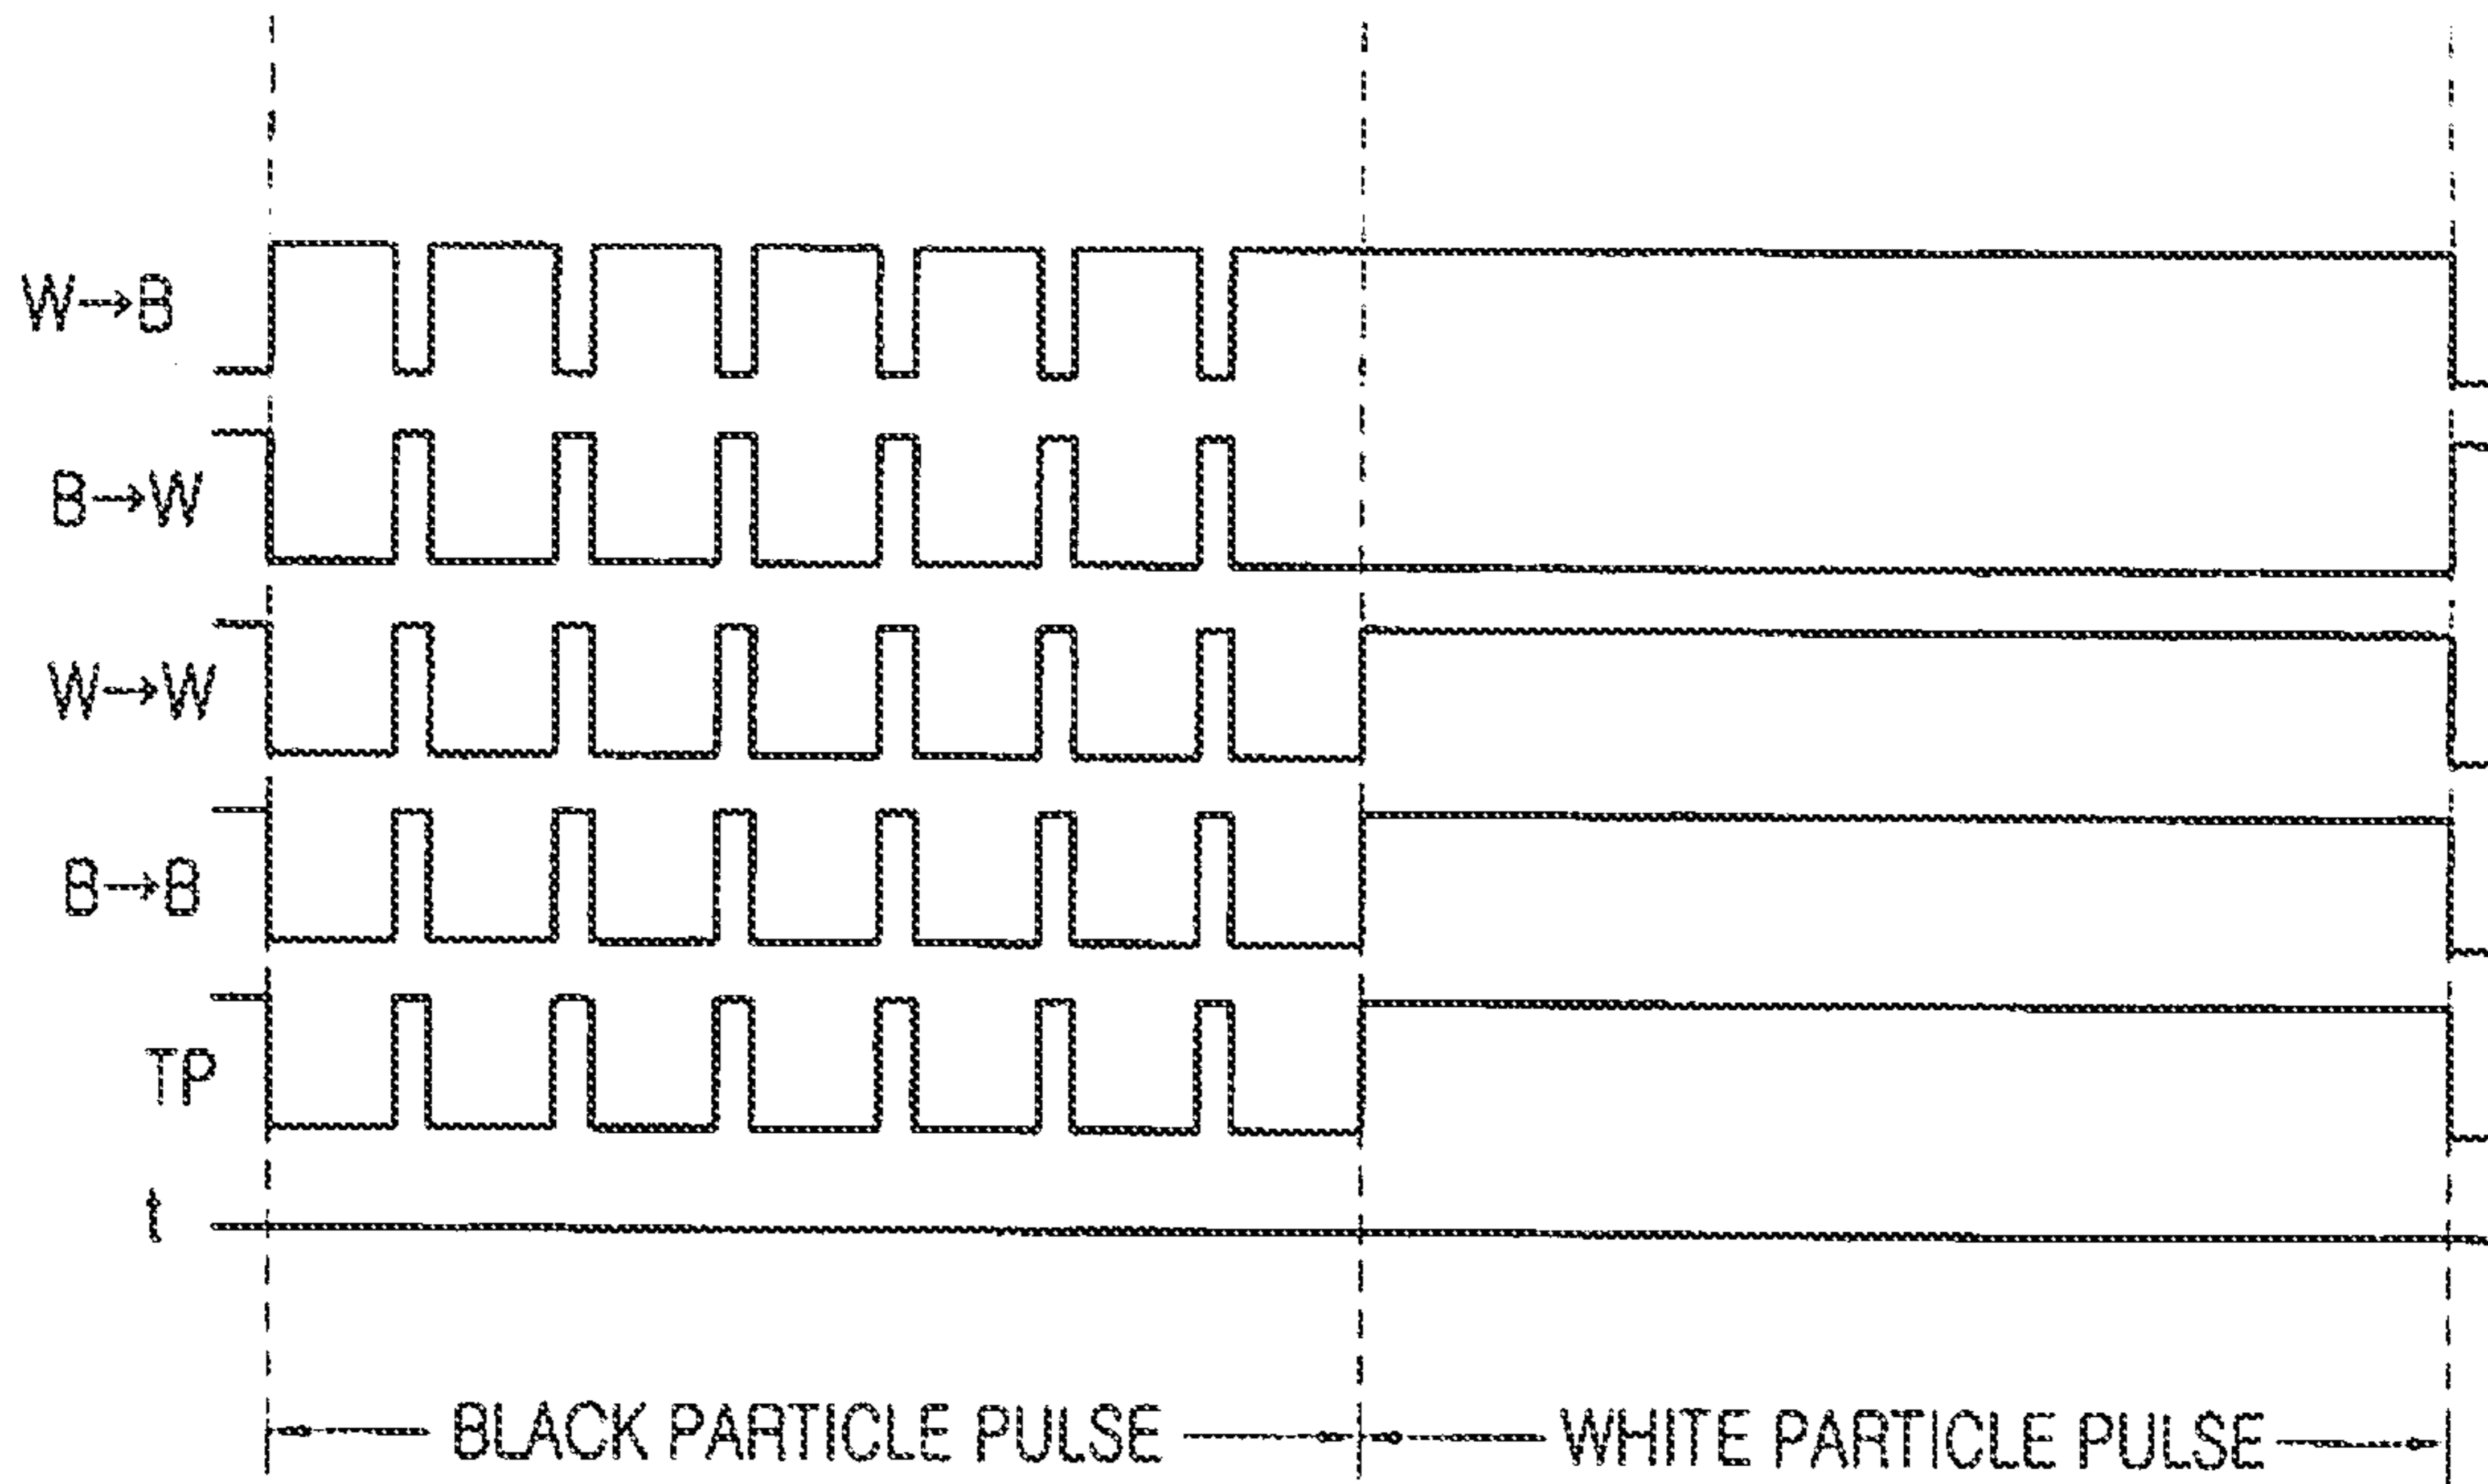 W→B
B→W
W→W
B→B
TP
t
BLACK PARTICLE PULSE
WHITE PARTICLE PULSE